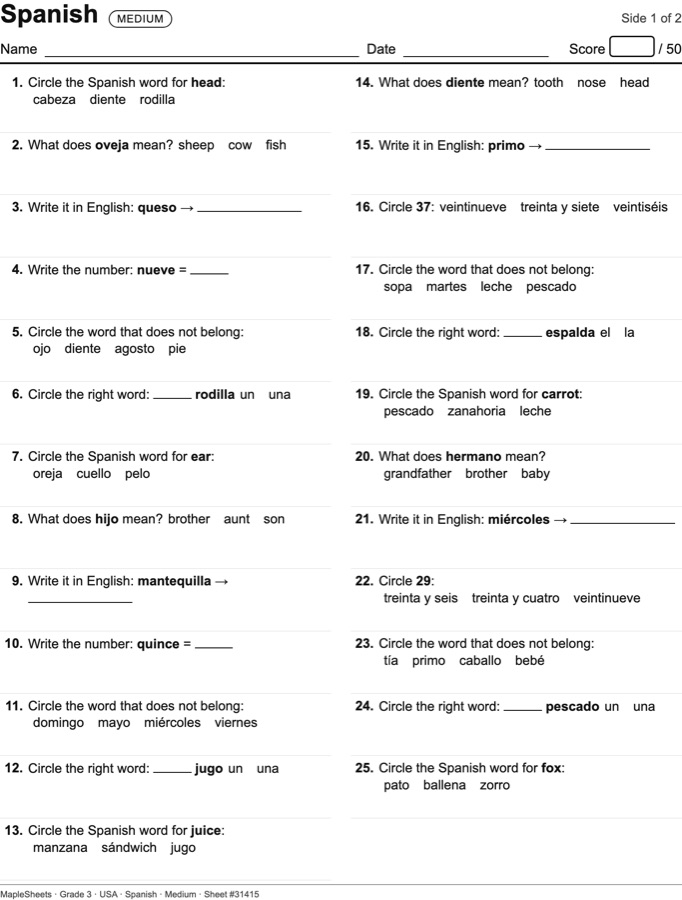 Spanish MEDIUM Side 1 of 2
Name Date Score / 50
1. Circle the Spanish word for head:
cabeza diente rodilla
2. What does oveja mean? sheep cow fish
3. Write it in English: queso →
4. Write the number: nueve =
5. Circle the word that does not belong:
ojo diente agosto pie
6. Circle the right word: ______ rodilla un una
7. Circle the Spanish word for ear:
oreja cuello pelo
8. What does hijo mean? brother aunt son
9. Write it in English: mantequilla →
10. Write the number: quince =
11. Circle the word that does not belong:
domingo mayo miércoles viernes
12. Circle the right word: ______ jugo un una
13. Circle the Spanish word for juice:
manzana sándwich jugo
14. What does diente mean? tooth nose head
15. Write it in English: primo →
16. Circle 37: veintinueve treinta y siete veintiséis
17. Circle the word that does not belong:
sopa martes leche pescado
18. Circle the right word: ______ espalda el la
19. Circle the Spanish word for carrot:
pescado zanahoria leche
20. What does hermano mean?
grandfather brother baby
21. Write it in English: miércoles →
22. Circle 29:
treinta y seis treinta y cuatro veintinueve
23. Circle the word that does not belong:
tía primo caballo bebé
24. Circle the right word: ______ pescado un una
25. Circle the Spanish word for fox:
pato ballena zorro
MapleSheets · Grade 3 · USA · Spanish · Medium · Sheet #31415